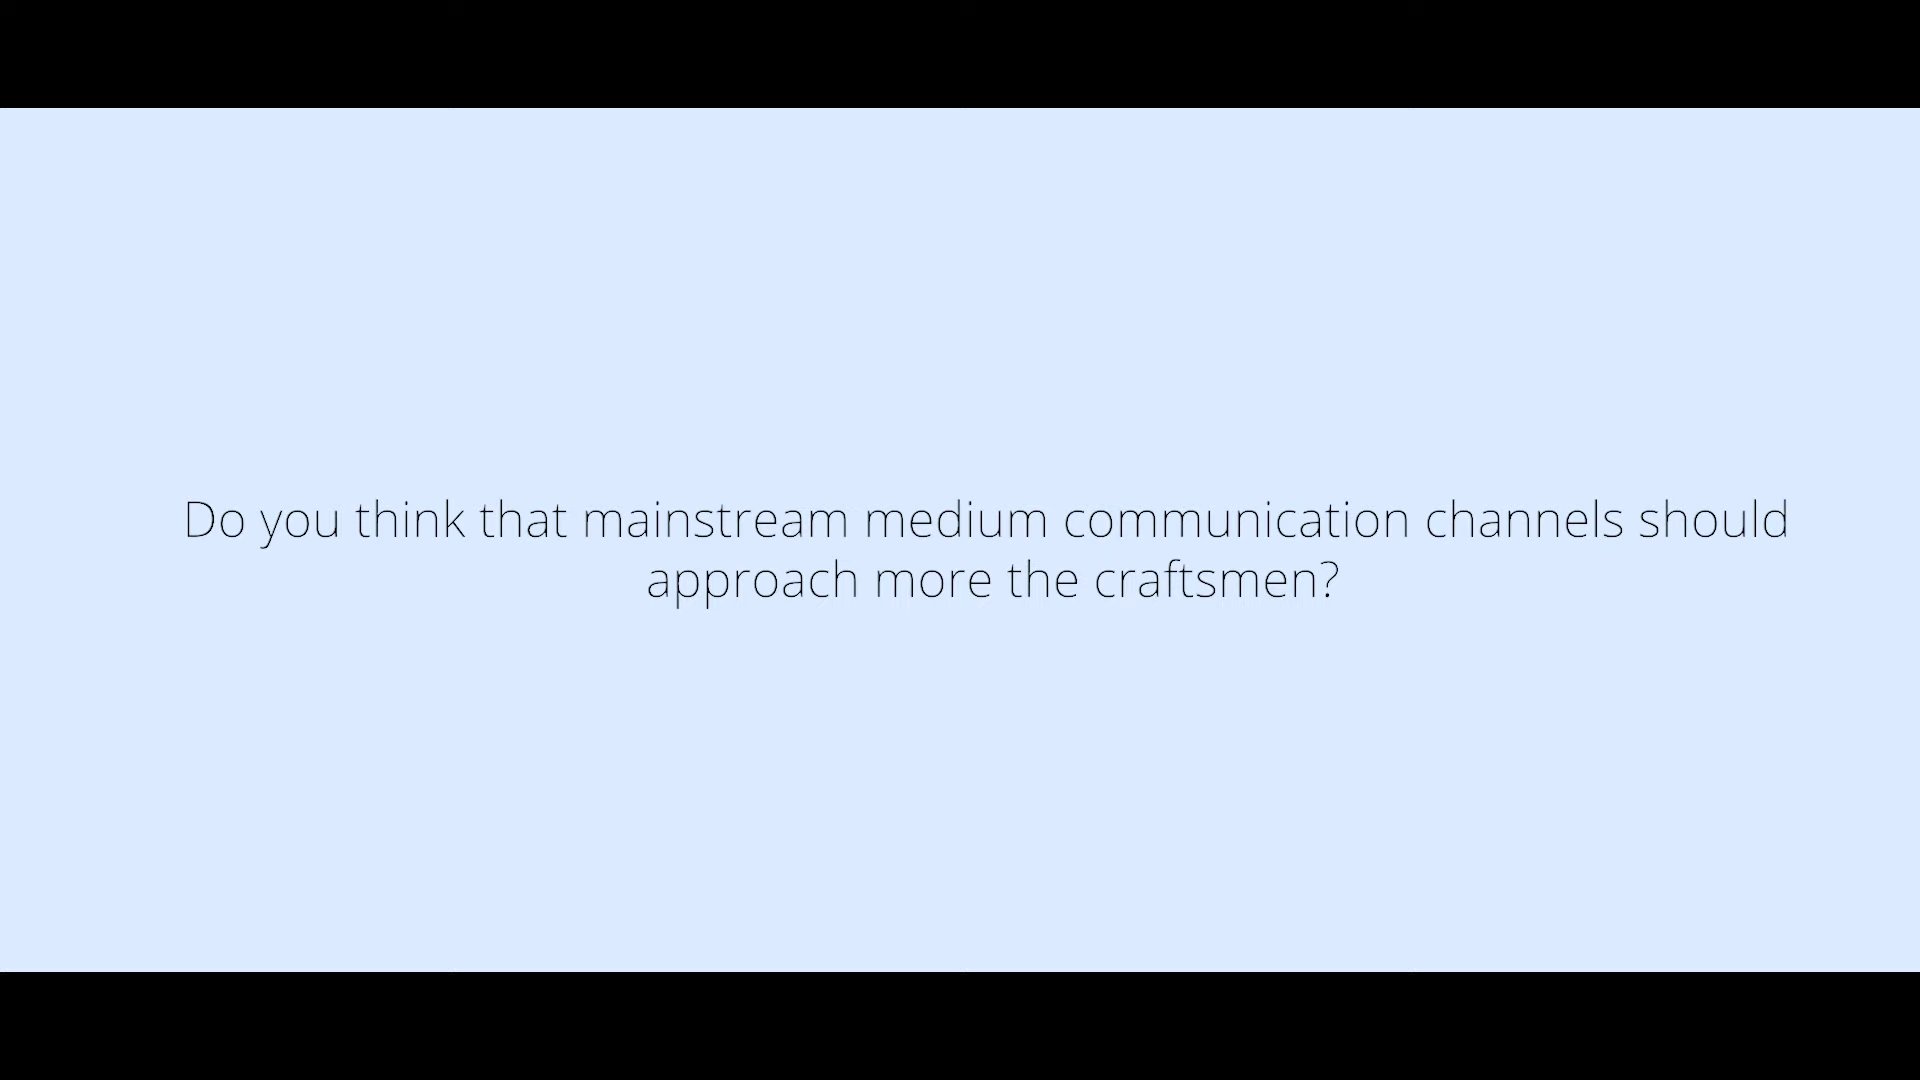 Do you think that mainstream medium communication channels should
approach more the craftsmen?